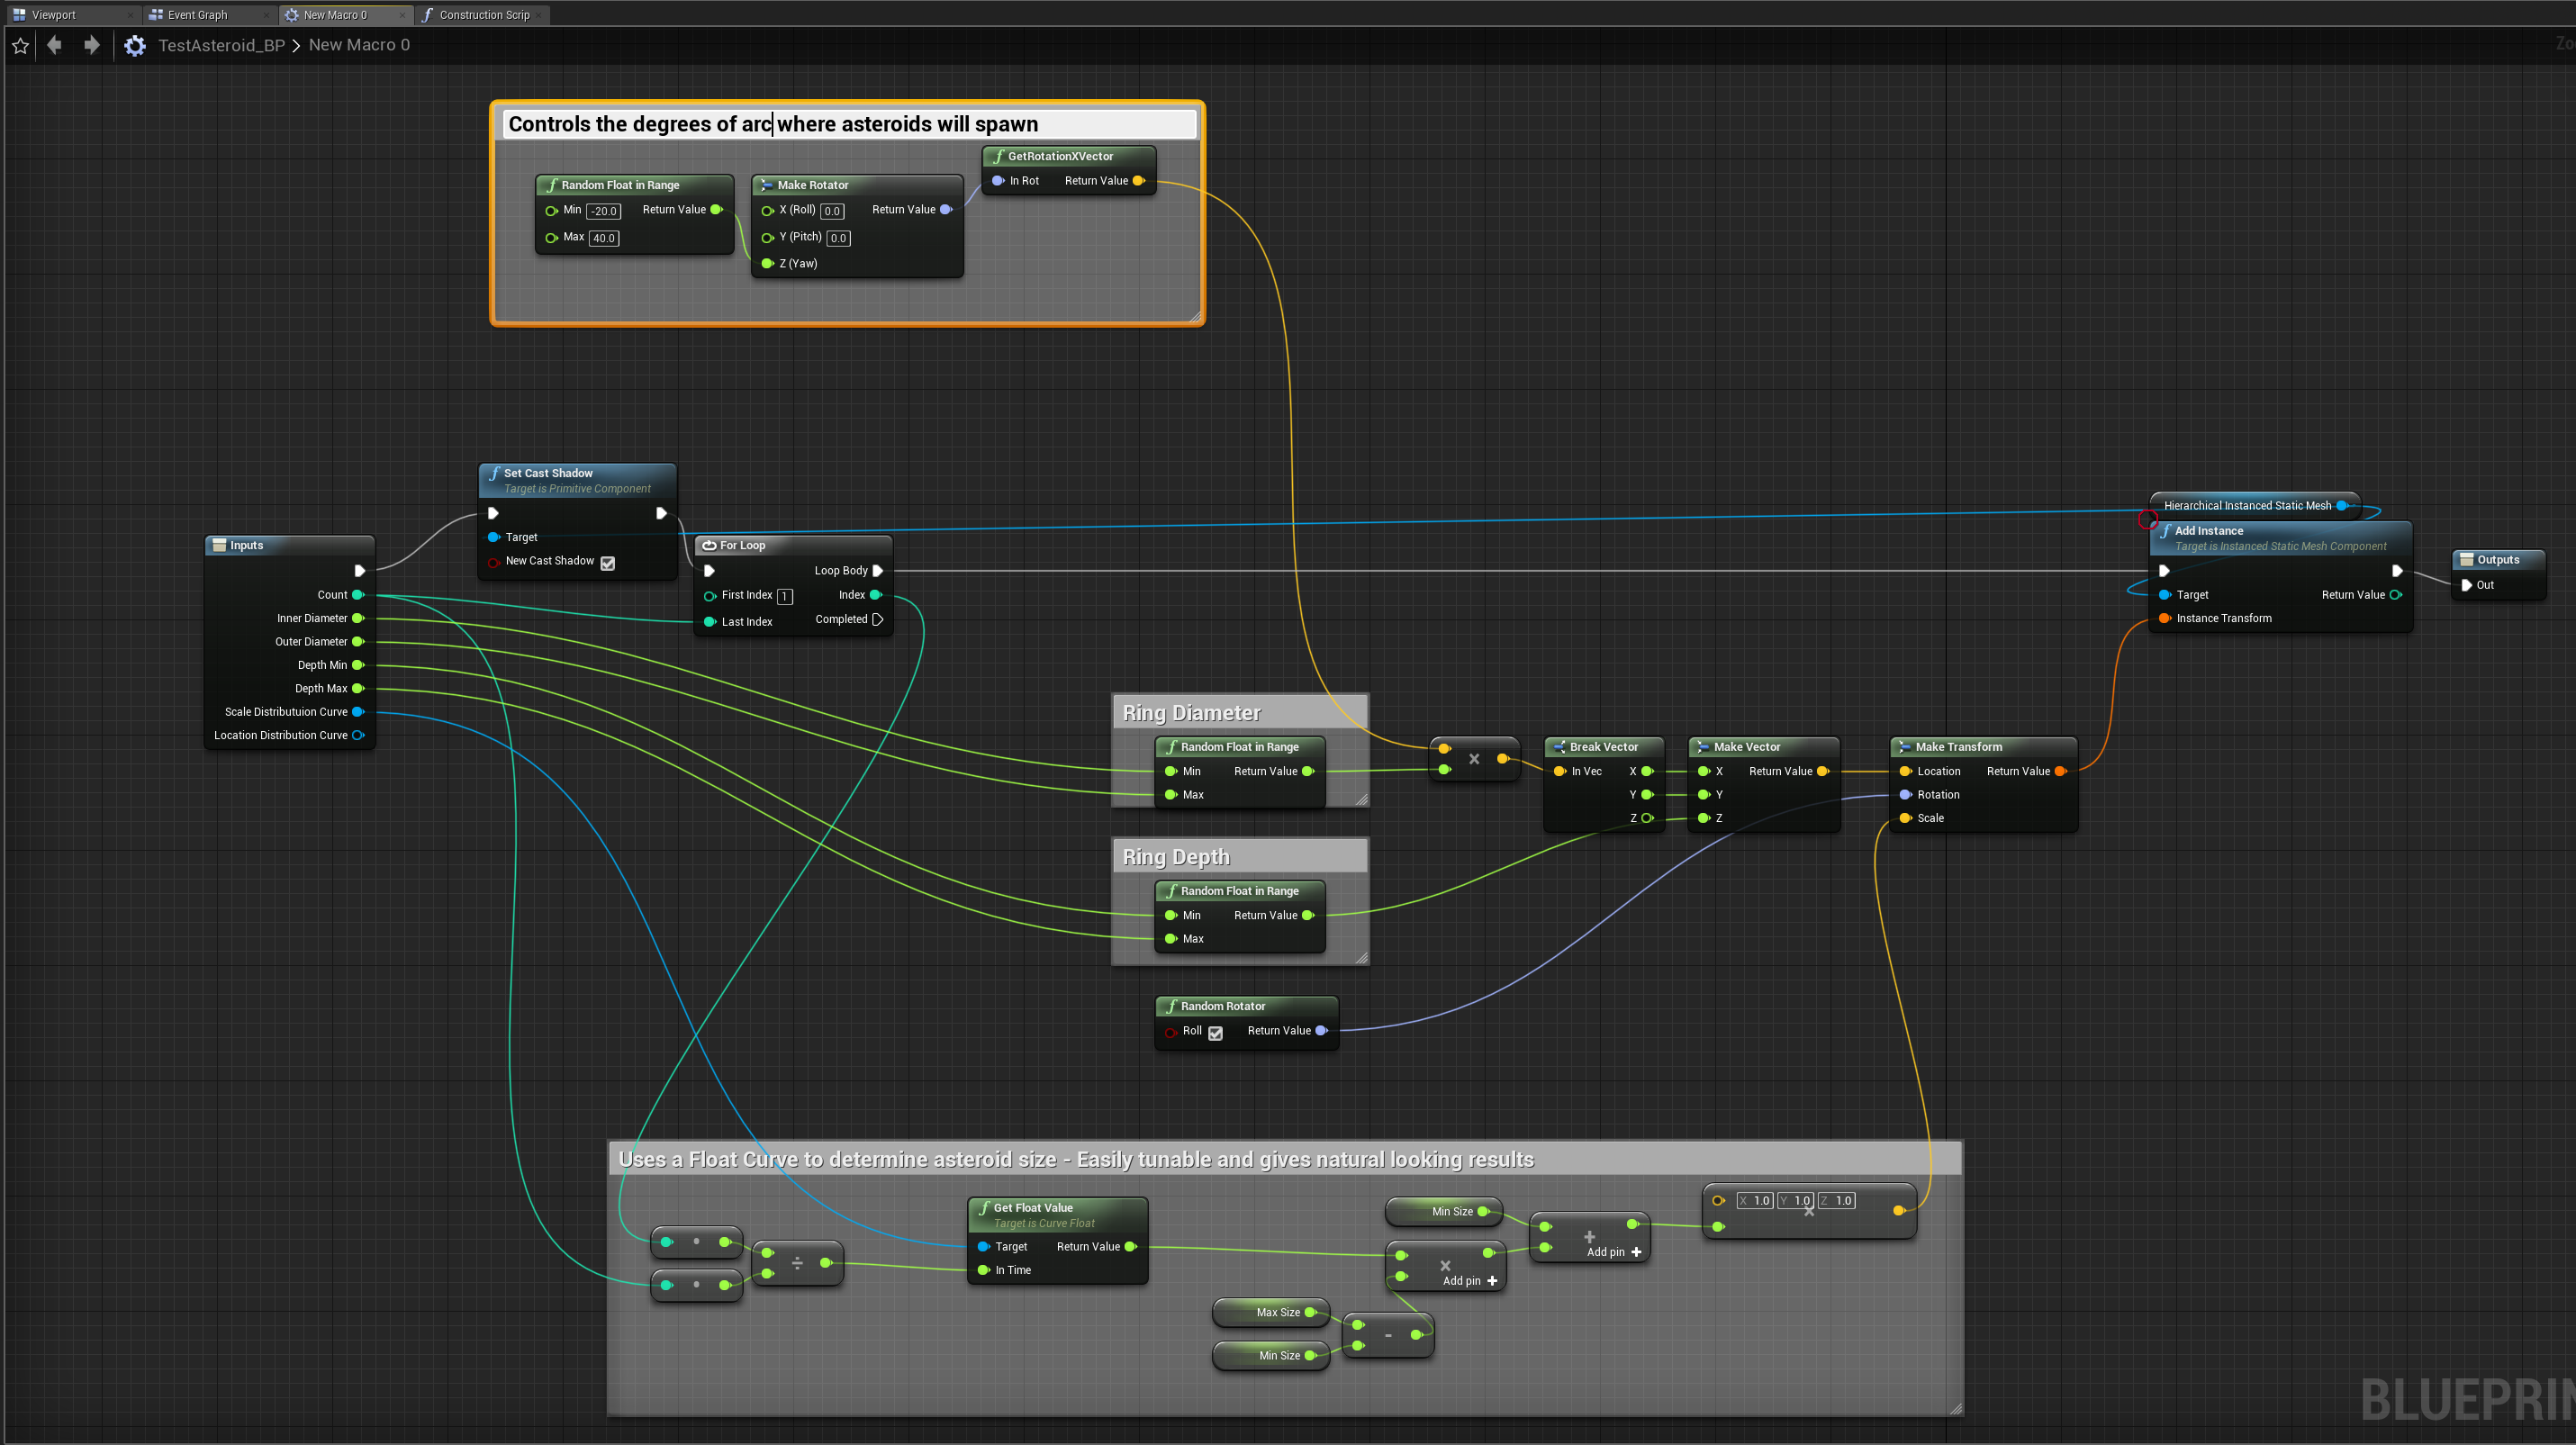 Viewport
Event Graph
New Macro 0
Construction Scrip
TestAsteroid_BP > New Macro 0
Controls the degrees of arc where asteroids will spawn
GetRotationXVector
In Rot Return Value
Random Float in Range
Min -20.0 Return Value
Max 40.0
Make Rotator
X (Roll) 0.0 Return Value
Y (Pitch) 0.0
Z (Yaw)
Set Cast Shadow
Target is Primitive Component
Target
New Cast Shadow
Inputs
Count
Inner Diameter
Outer Diameter
Depth Min
Depth Max
Scale Distributuion Curve
Location Distribution Curve
For Loop
Loop Body
First Index 1 Index
Last Index Completed
Hierarchical Instanced Static Mesh
Add Instance
Target is Instanced Static Mesh Component
Target Return Value
Instance Transform
Outputs
Out
Ring Diameter
Random Float in Range
Min Return Value
Max
×
Break Vector
In Vec X
Y
Z
Make Vector
X Return Value
Y
Z
Make Transform
Location Return Value
Rotation
Scale
Ring Depth
Random Float in Range
Min Return Value
Max
Random Rotator
Roll Return Value
Uses a Float Curve to determine asteroid size - Easily tunable and gives natural looking results
÷
Get Float Value
Target is Curve Float
Target Return Value
In Time
Min Size
+
Add pin +
×
Add pin +
Max Size
Min Size
-
X 1.0 Y 1.0 Z 1.0
×
BLUEPRIN